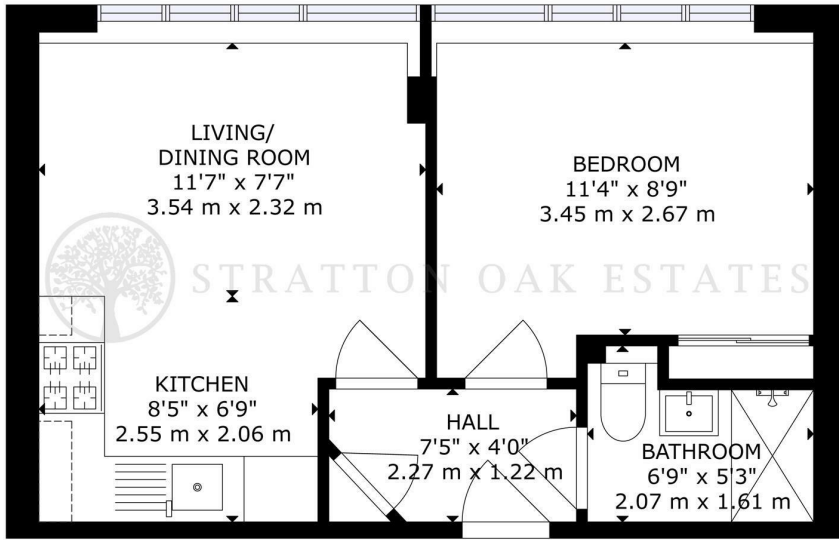 LIVING/
DINING ROOM
11'7" x 7'7"
3.54 m x 2.32 m
BEDROOM
11'4" x 8'9"
3.45 m x 2.67 m
STRATTON OAK ESTATES
KITCHEN
8'5" x 6'9"
2.55 m x 2.06 m
HALL
7'5" x 4'0"
2.27 m x 1.22 m
BATHROOM
6'9" x 5'3"
2.07 m x 1.61 m